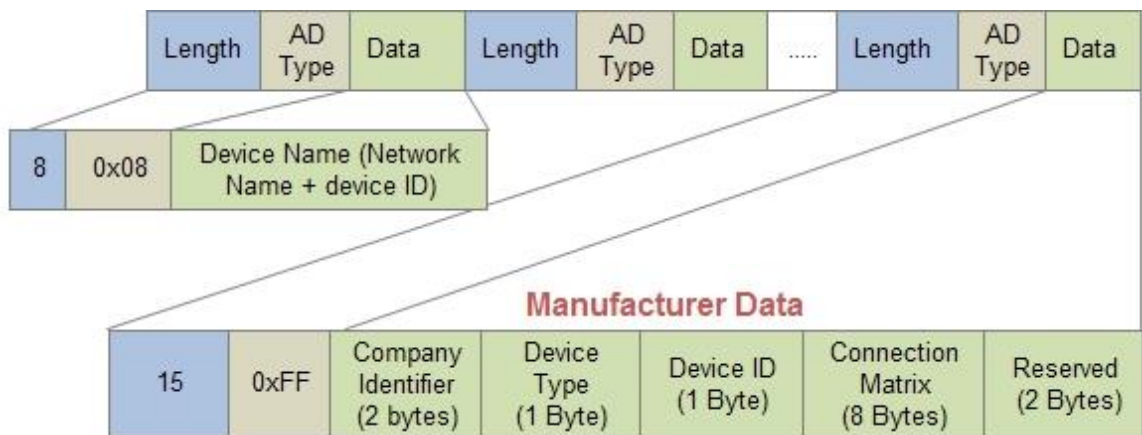 Length AD Type Data Length AD Type Data ..... Length AD Type Data
8 0x08 Device Name (Network
Name + device ID)
Manufacturer Data
15 0xFF Company Identifier (2 bytes) Device Type (1 Byte) Device ID (1 Byte) Connection Matrix (8 Bytes) Reserved (2 Bytes)